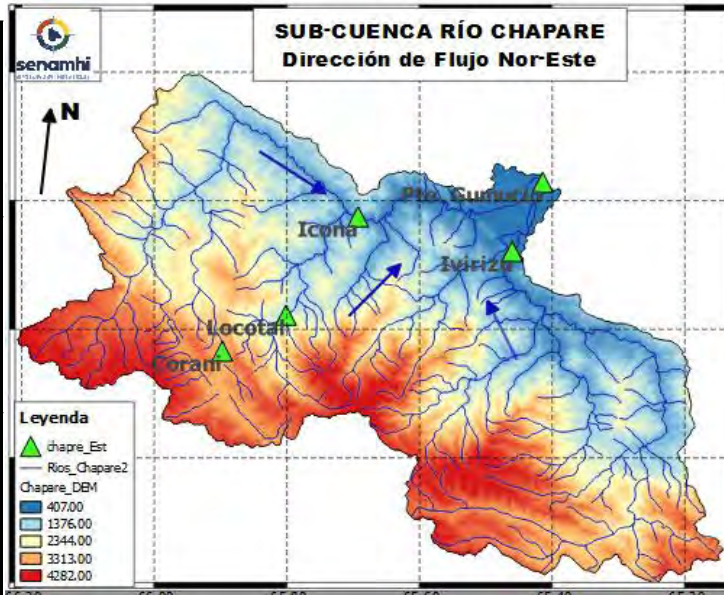 SUB-CUENCA RÍO CHAPARE
Dirección de Flujo Nor-Este
senamhi
N
Pto. Gumucio
Icona
Ivirizu
Locotal
Corani
Leyenda
chapre_Est
Rios_Chapare2
Chapare_DEM
407.00
1376.00
2344.00
3313.00
4282.00